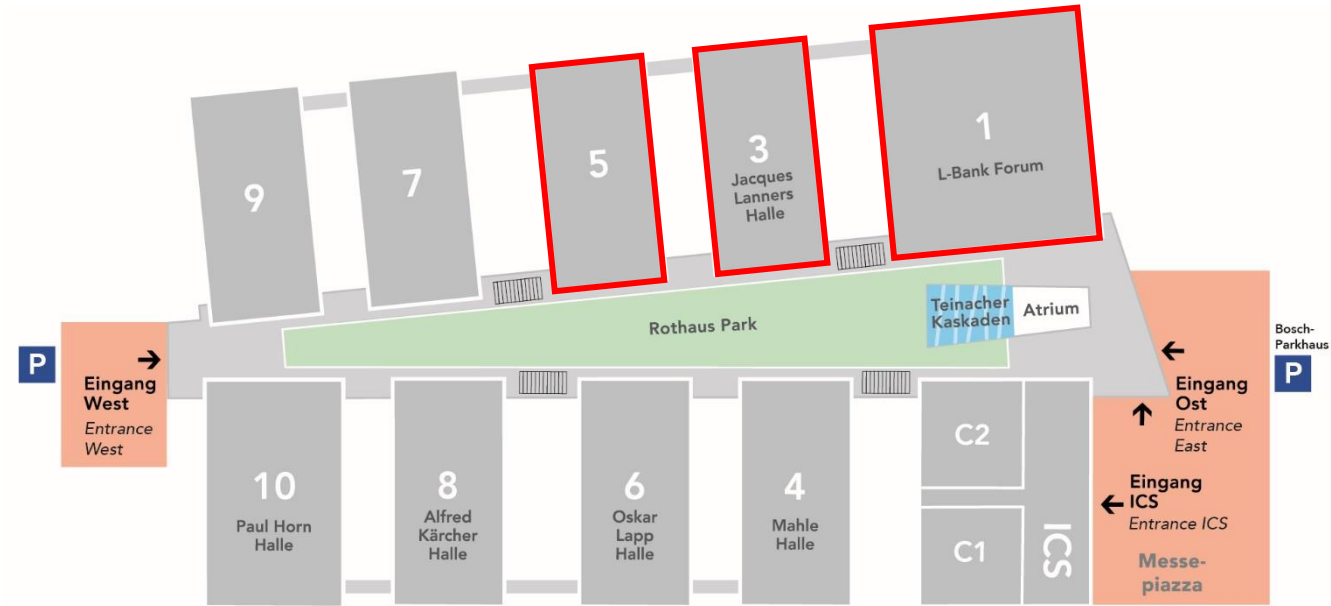 1
L-Bank Forum
3
Jacques
Lanners
Halle
5
7
9
Teinacher
Kaskaden
Atrium
Rothaus Park
Bosch-
Parkhaus
P
P
Eingang
West
Entrance
West
Eingang
Ost
Entrance
East
10
Paul Horn
Halle
8
Alfred
Kärcher
Halle
6
Oskar
Lapp
Halle
4
Mahle
Halle
C2
C1
ICS
Eingang
ICS
Entrance ICS
Messe-
piazza